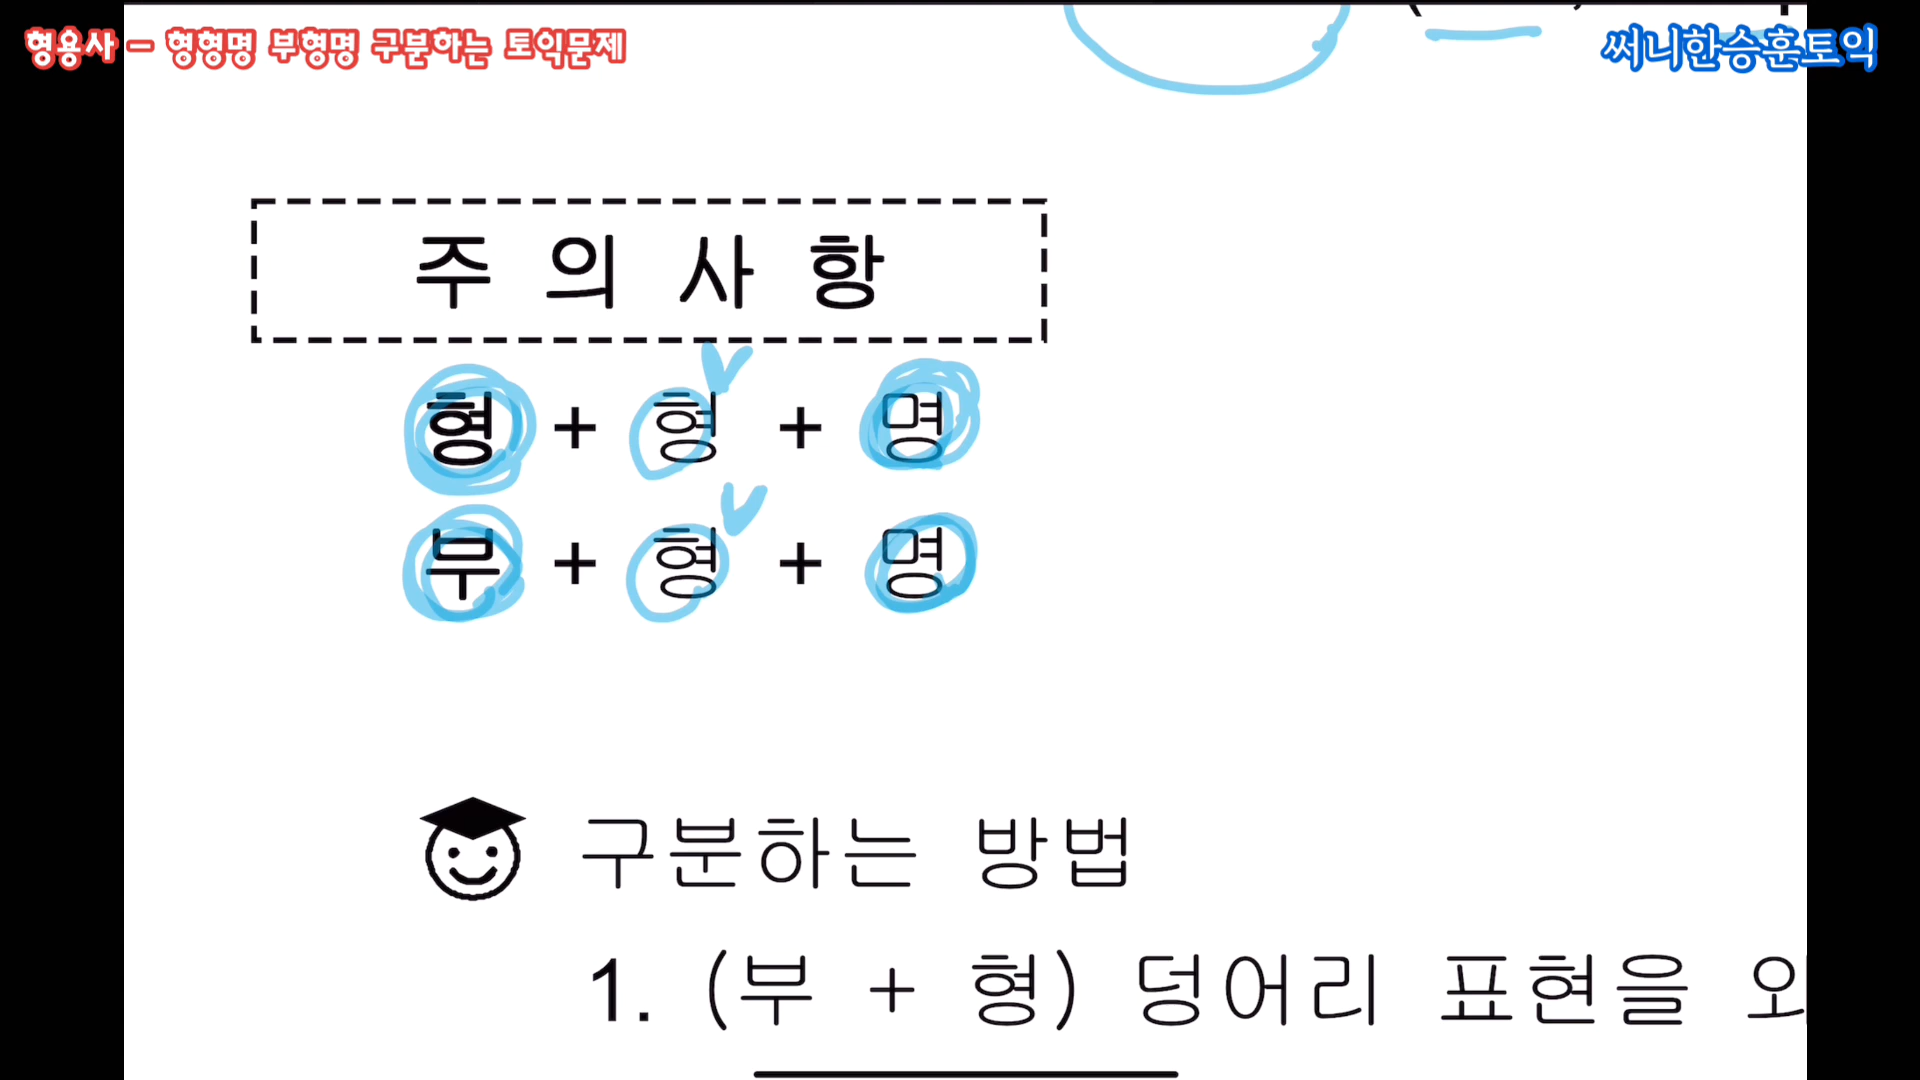 형용사 - 형형명 부형명 구분하는 토익문제
써니한승훈토익
주 의 사 항
형 + 형 + 명
부 + 형 + 명
구분하는 방법
1. (부 + 형) 덩어리 표현을